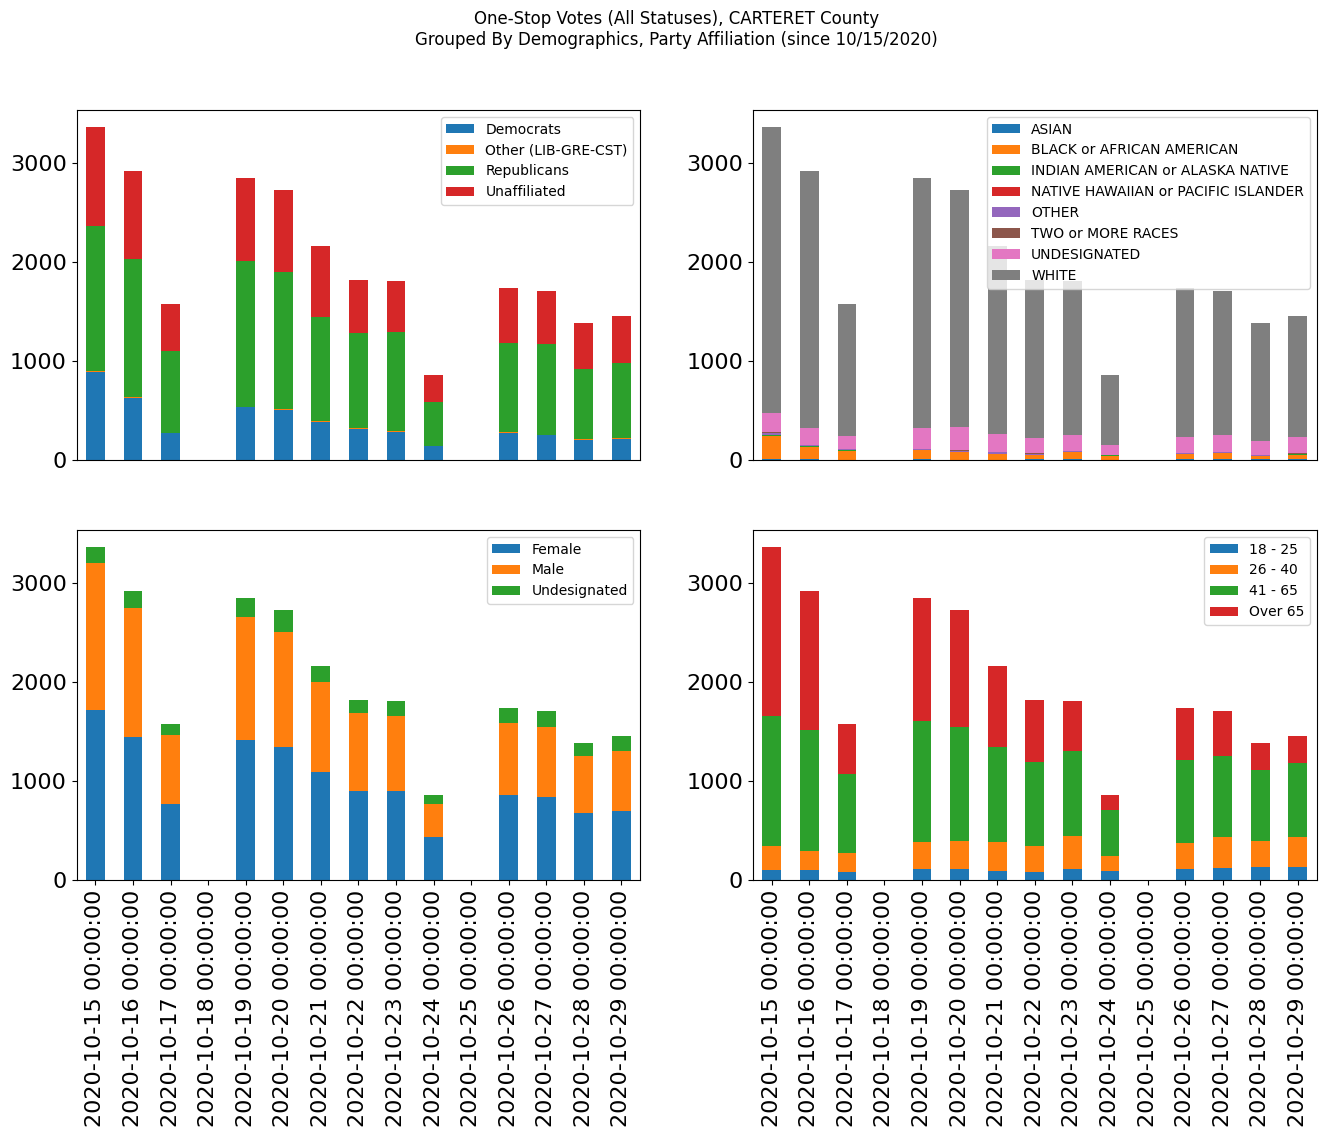 One-Stop Votes (All Statuses), CARTERET County
Grouped By Demographics, Party Affiliation (since 10/15/2020)
3000
2000
1000
0
Democrats
Other (LIB-GRE-CST)
Republicans
Unaffiliated
3000
2000
1000
0
ASIAN
BLACK or AFRICAN AMERICAN
INDIAN AMERICAN or ALASKA NATIVE
NATIVE HAWAIIAN or PACIFIC ISLANDER
OTHER
TWO or MORE RACES
UNDESIGNATED
WHITE
3000
2000
1000
0
Female
Male
Undesignated
2020-10-15 00:00:00
2020-10-16 00:00:00
2020-10-17 00:00:00
2020-10-18 00:00:00
2020-10-19 00:00:00
2020-10-20 00:00:00
2020-10-21 00:00:00
2020-10-22 00:00:00
2020-10-23 00:00:00
2020-10-24 00:00:00
2020-10-25 00:00:00
2020-10-26 00:00:00
2020-10-27 00:00:00
2020-10-28 00:00:00
2020-10-29 00:00:00
3000
2000
1000
0
18 - 25
26 - 40
41 - 65
Over 65
2020-10-15 00:00:00
2020-10-16 00:00:00
2020-10-17 00:00:00
2020-10-18 00:00:00
2020-10-19 00:00:00
2020-10-20 00:00:00
2020-10-21 00:00:00
2020-10-22 00:00:00
2020-10-23 00:00:00
2020-10-24 00:00:00
2020-10-25 00:00:00
2020-10-26 00:00:00
2020-10-27 00:00:00
2020-10-28 00:00:00
2020-10-29 00:00:00